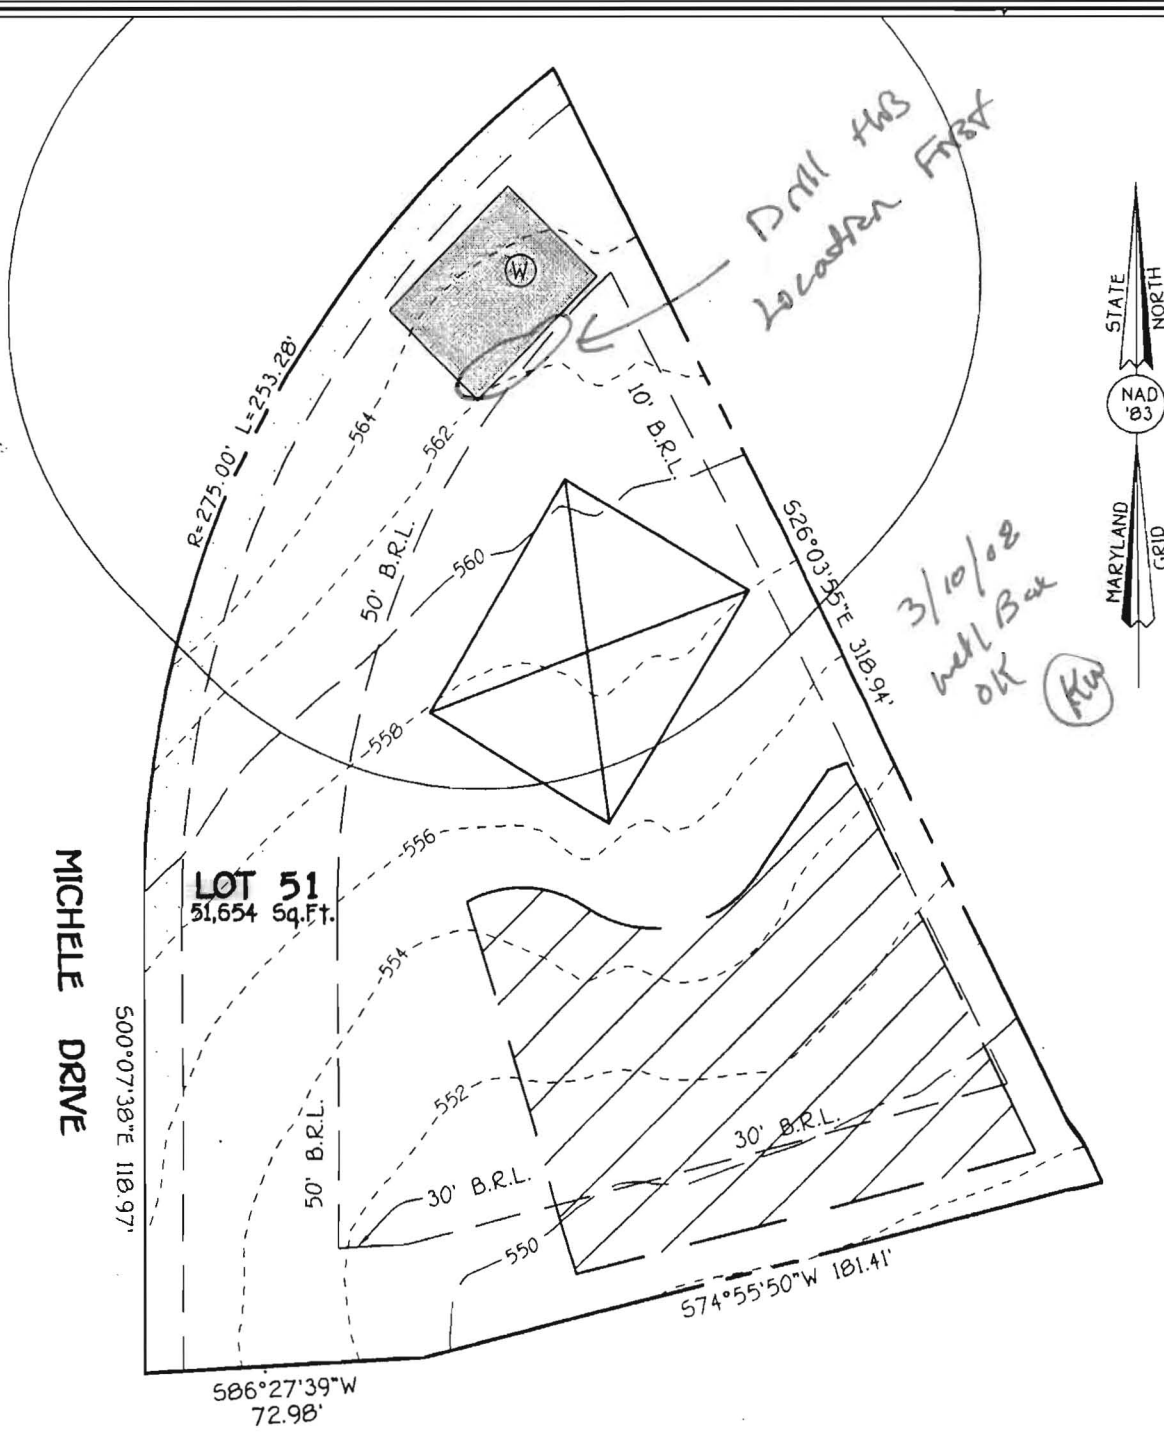 Drill this
Location First
W
STATE
NORTH
NAD
'83
MARYLAND
GRID
R=275.00' L=253.28'
564
562
10' B.R.L.
50' B.R.L.
560
S26°03'55"E 318.94'
3/10/02
well Box
OK
KW
558
556
LOT 51
51,654 Sq.Ft.
554
MICHELE DRIVE
S00°07'38"E 118.97'
552
50' B.R.L.
30' B.R.L.
30' B.R.L.
550
S74°55'50"W 181.41'
S86°27'39"W
72.98'